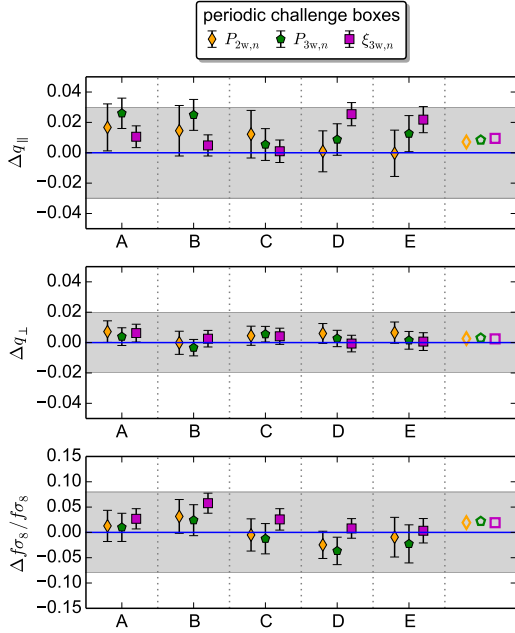 periodic challenge boxes
P_{2w,n} P_{3w,n} ξ_{3w,n}
Δq_∥
0.04
0.02
0.00
−0.02
−0.04
A B C D E
Δq_⊥
0.04
0.02
0.00
−0.02
−0.04
A B C D E
Δfσ_8/fσ_8
0.15
0.10
0.05
0.00
−0.05
−0.10
−0.15
A B C D E